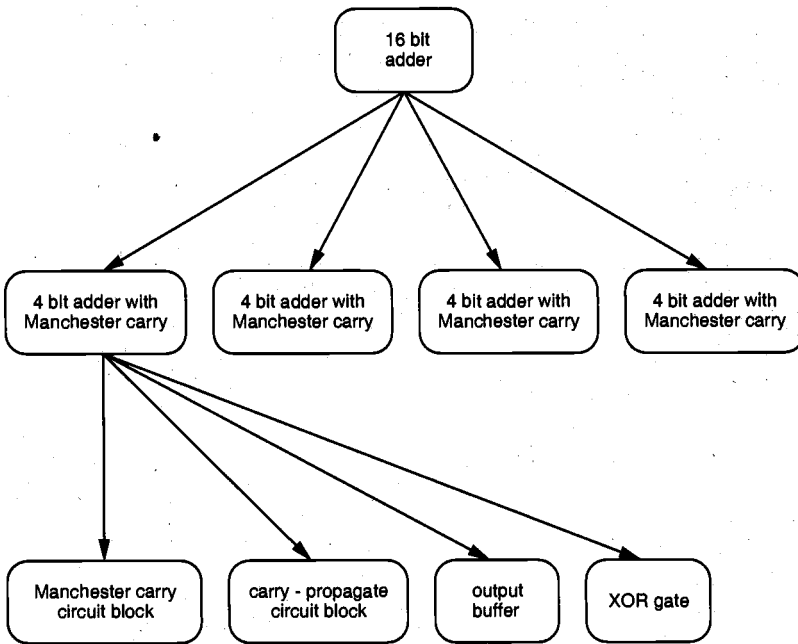 16 bit
adder
4 bit adder with
Manchester carry
4 bit adder with
Manchester carry
4 bit adder with
Manchester carry
4 bit adder with
Manchester carry
Manchester carry
circuit block
carry - propagate
circuit block
output
buffer
XOR gate